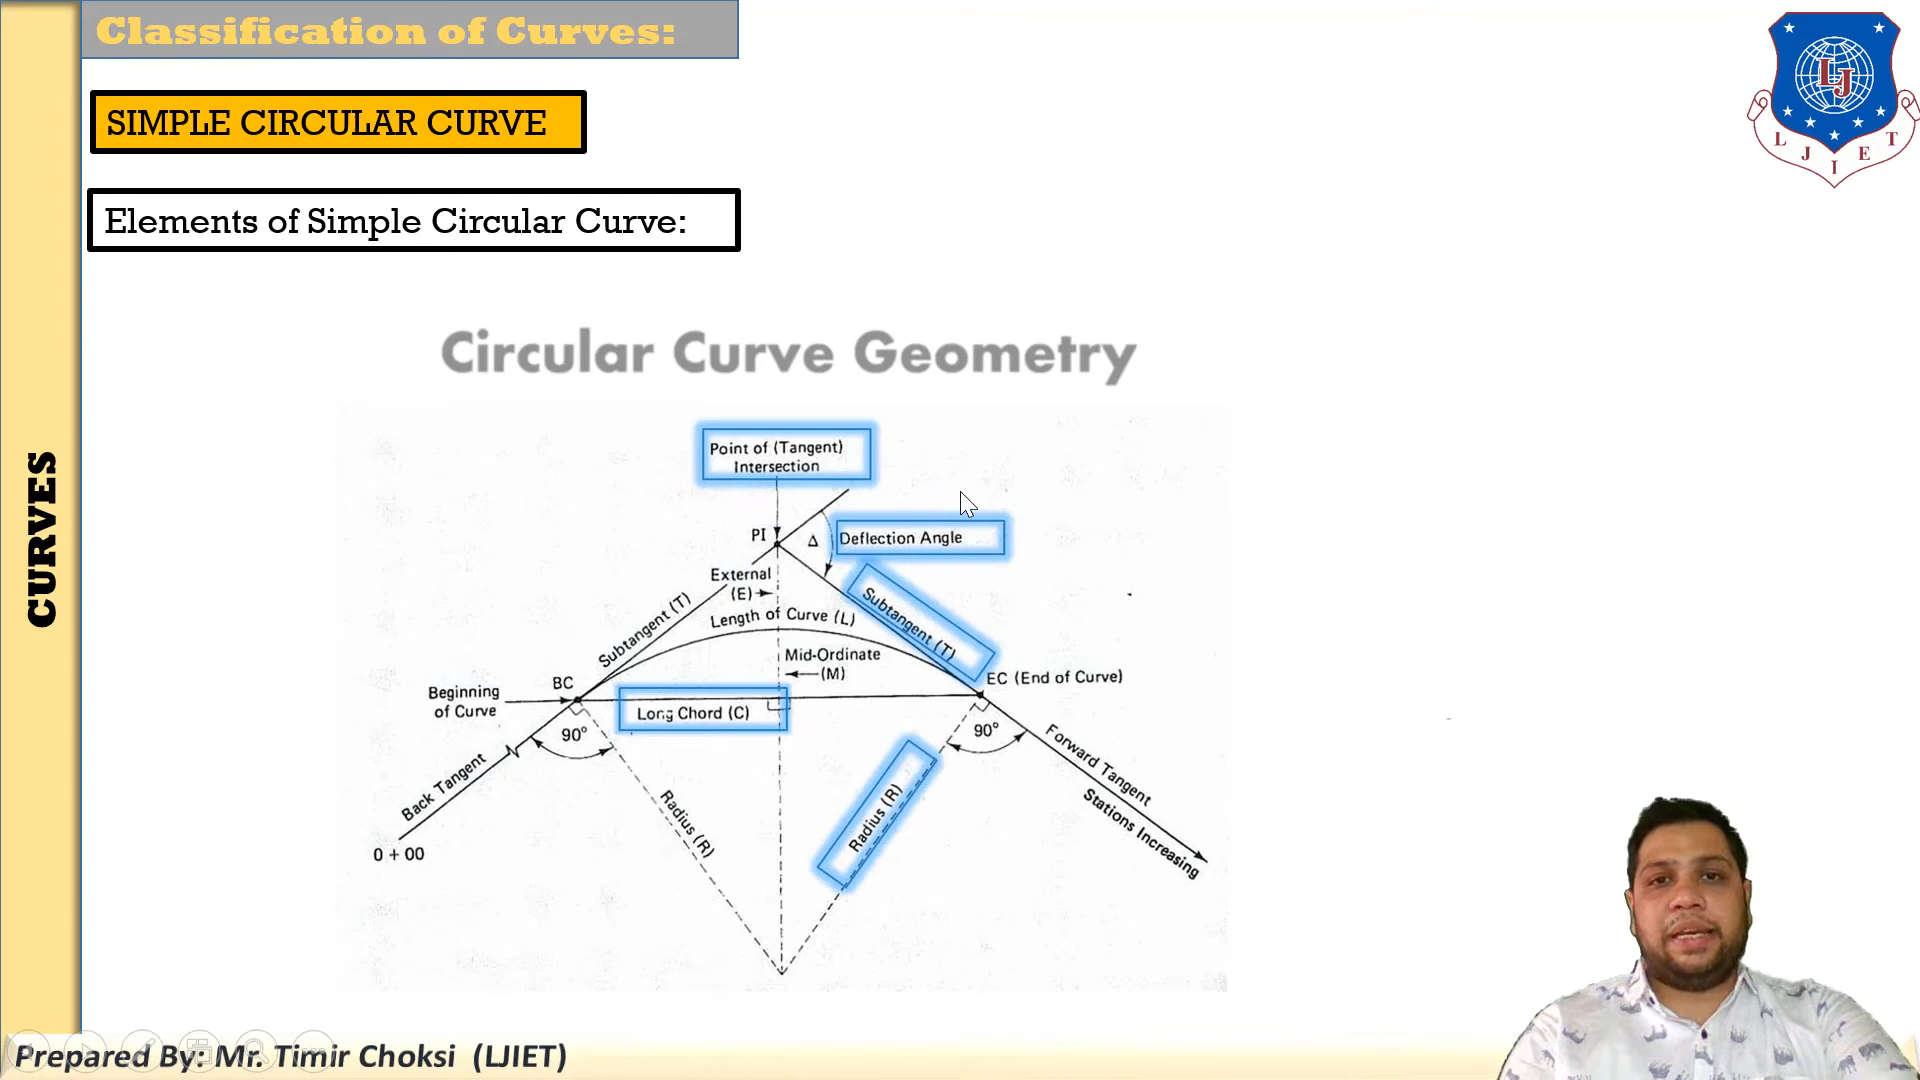 Classification of Curves:
SIMPLE CIRCULAR CURVE
Elements of Simple Circular Curve:
CURVES
LJ
L J I E T
Circular Curve Geometry
Point of (Tangent)
Intersection
PI
Δ
Deflection Angle
External
(E)
Subtangent (T)
Length of Curve (L)
Subtangent (T)
Mid-Ordinate
(M)
BC
EC (End of Curve)
Beginning
of Curve
Long Chord (C)
90°
90°
Back Tangent
Radius (R)
Radius (R)
Forward Tangent
Stations Increasing
0 + 00
Prepared By: Mr. Timir Choksi (LJIET)